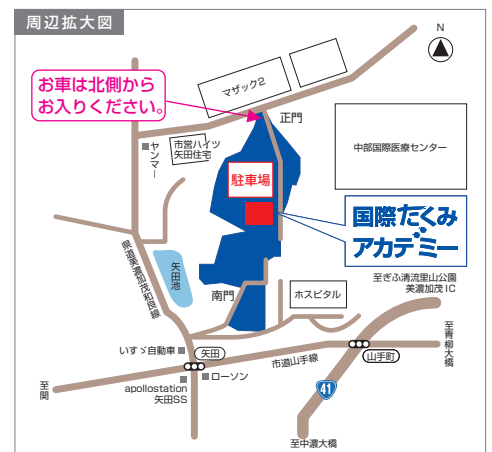 周辺拡大図
N
マザック2
お車は北側から
お入りください。
正門
ヤンマー
市営ハイツ
矢田住宅
中部国際医療センター
駐車場
国際たくみ
アカデミー
県道美濃加茂和良線
矢田池
南門
ホスピタル
至ぎふ清流里山公園
美濃加茂IC
至青柳大橋
いすゞ自動車
矢田
市道山手線
山手町
ローソン
apollostation
矢田SS
至関
41
至中濃大橋